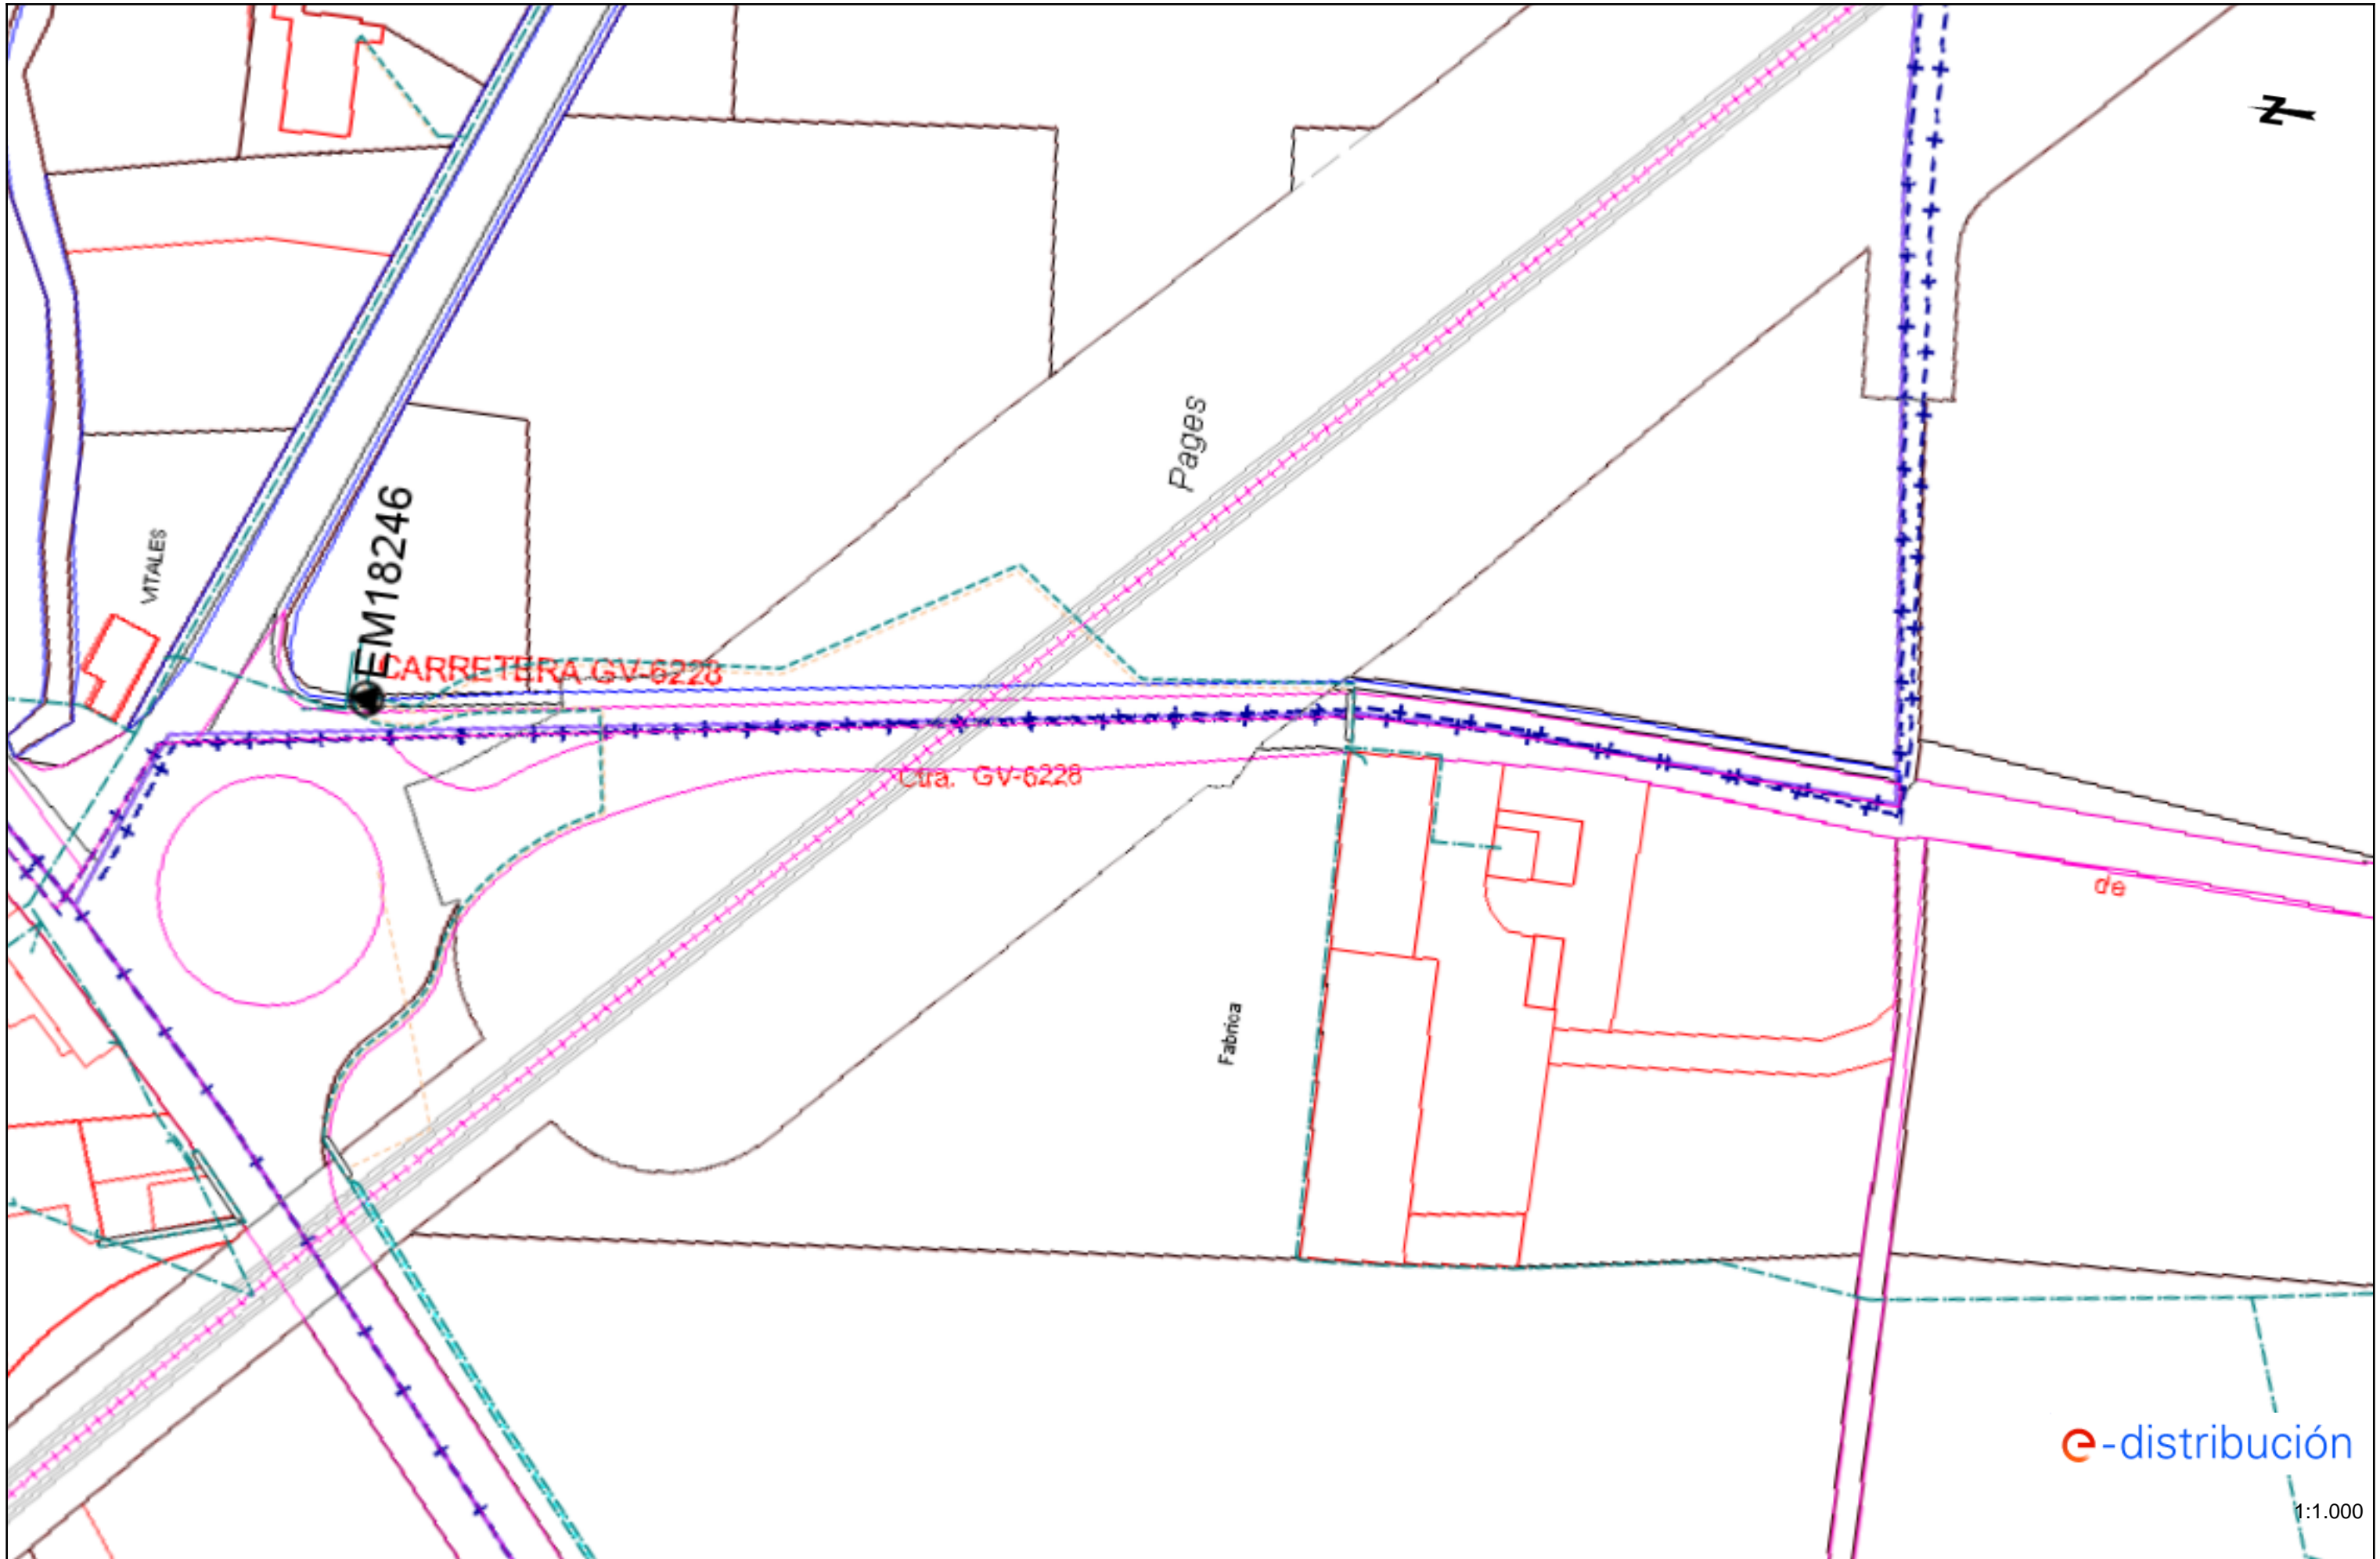 N
Pages
EM18246
VITALES
CARRETERA GV-6228
Ctra. GV-6228
de
Fabrica
e-distribución
1:1.000